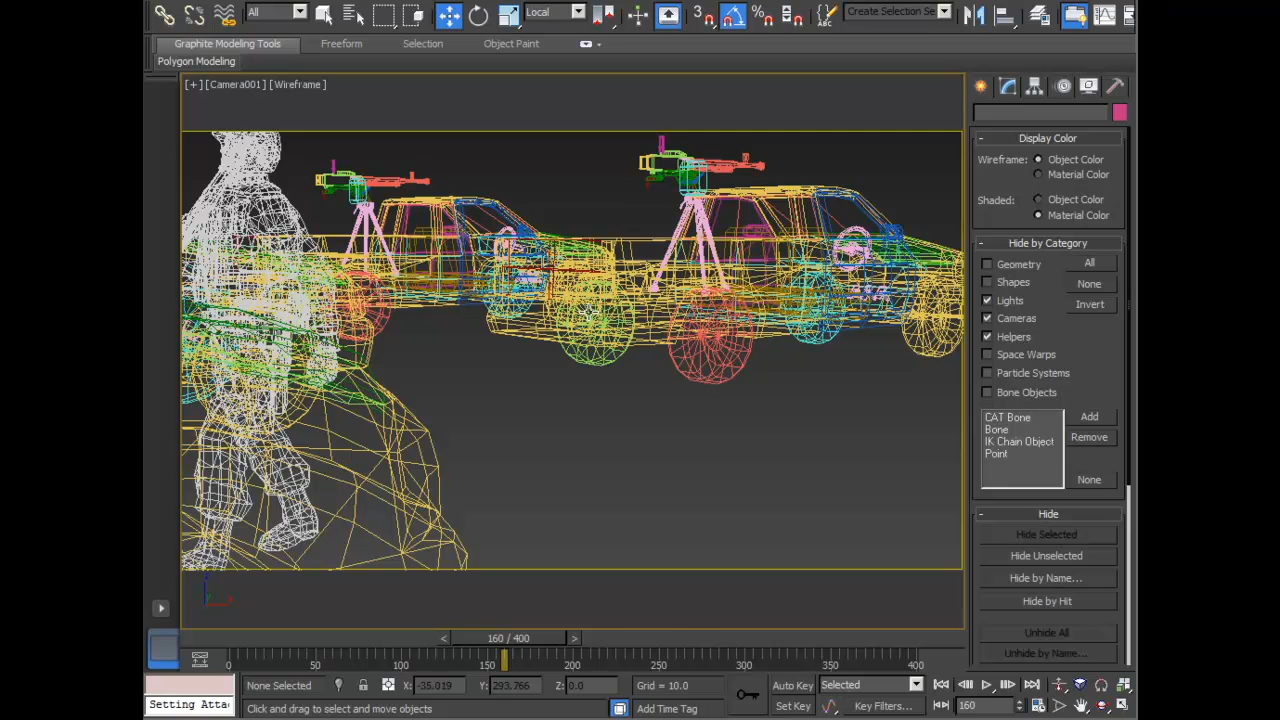 All
Local
Create Selection Se
Graphite Modeling Tools
Freeform
Selection
Object Paint
Polygon Modeling
[+] [Camera001] [Wireframe]
Display Color
Wireframe:
Object Color
Material Color
Shaded:
Object Color
Material Color
Hide by Category
Geometry
All
Shapes
None
Lights
Invert
Cameras
Helpers
Space Warps
Particle Systems
Bone Objects
CAT Bone
Add
Bone
IK Chain Object
Remove
Point
None
Hide
Hide Selected
Hide Unselected
Hide by Name...
Hide by Hit
Unhide All
Unhide by Name...
160 / 400
0 50 100 150 200 250 300 350 400
None Selected
X: -35.019
Y: 293.766
Z: 0.0
Grid = 10.0
Auto Key
Selected
Setting Atta
Click and drag to select and move objects
Add Time Tag
Set Key
Key Filters...
160